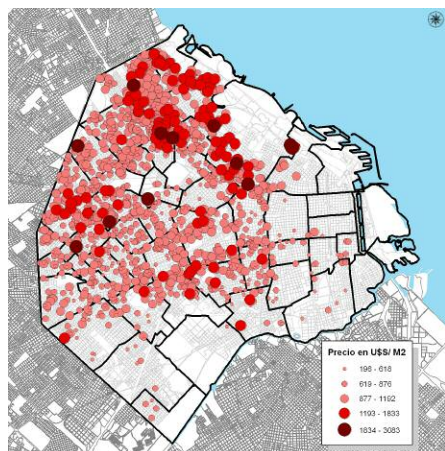 Precio en U$S/ M2
196 - 618
619 - 876
877 - 1192
1193 - 1833
1834 - 3083